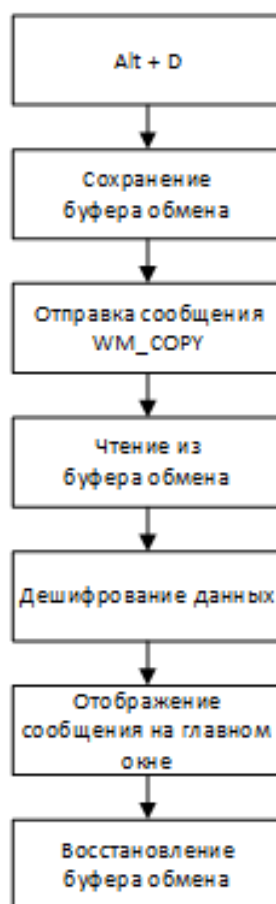 Alt + D
Сохранение
буфера обмена
Отправка сообщения
WM_COPY
Чтение из
буфера обмена
Дешифрование данных
Отображение
сообщения на главном
окне
Восстановление
буфера обмена